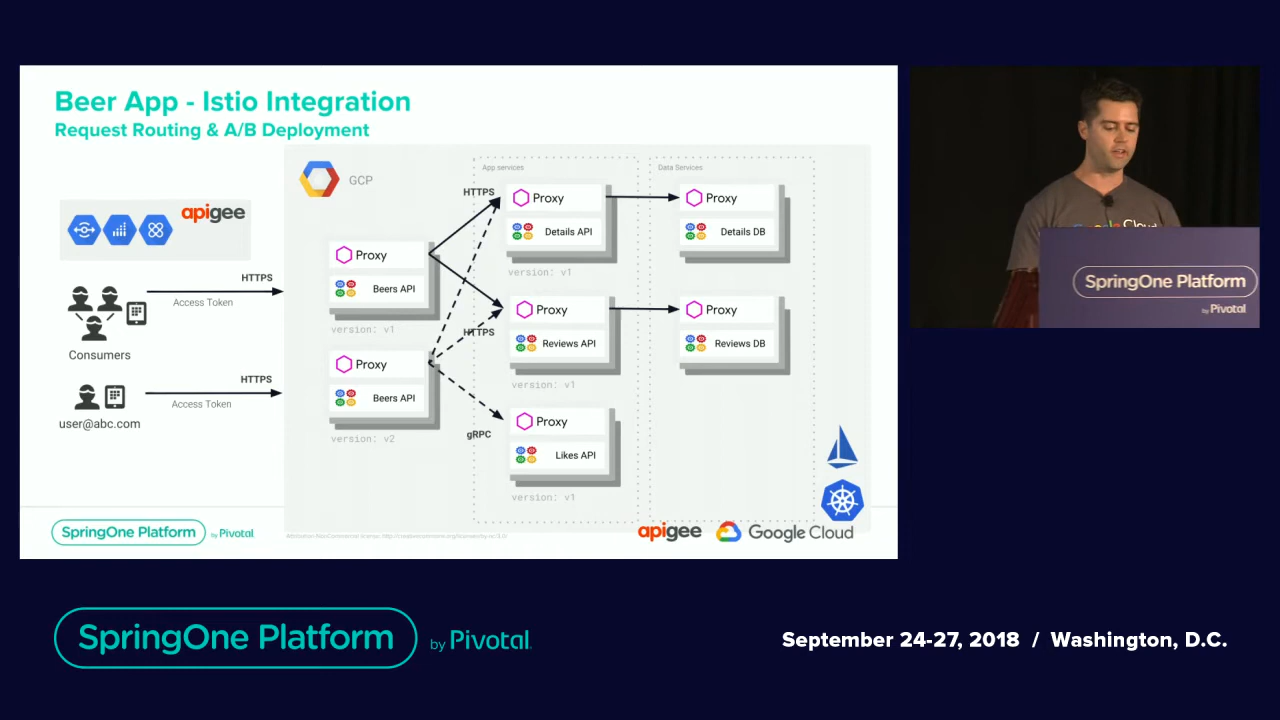 Beer App - Istio Integration
Request Routing & A/B Deployment
apigee
GCP
App services
Data Services
HTTPS
Proxy
Details API
version: v1
Proxy
Details DB
HTTPS
Access Token
Consumers
Proxy
Beers API
version: v1
HTTPS
Proxy
Reviews API
version: v1
Proxy
Reviews DB
HTTPS
Access Token
user@abc.com
Proxy
Beers API
version: v2
gRPC
Proxy
Likes API
version: v1
SpringOne Platform by Pivotal
apigee Google Cloud
Google Cloud
SpringOne Platform
by Pivotal
SpringOne Platform by Pivotal.
September 24-27, 2018 / Washington, D.C.